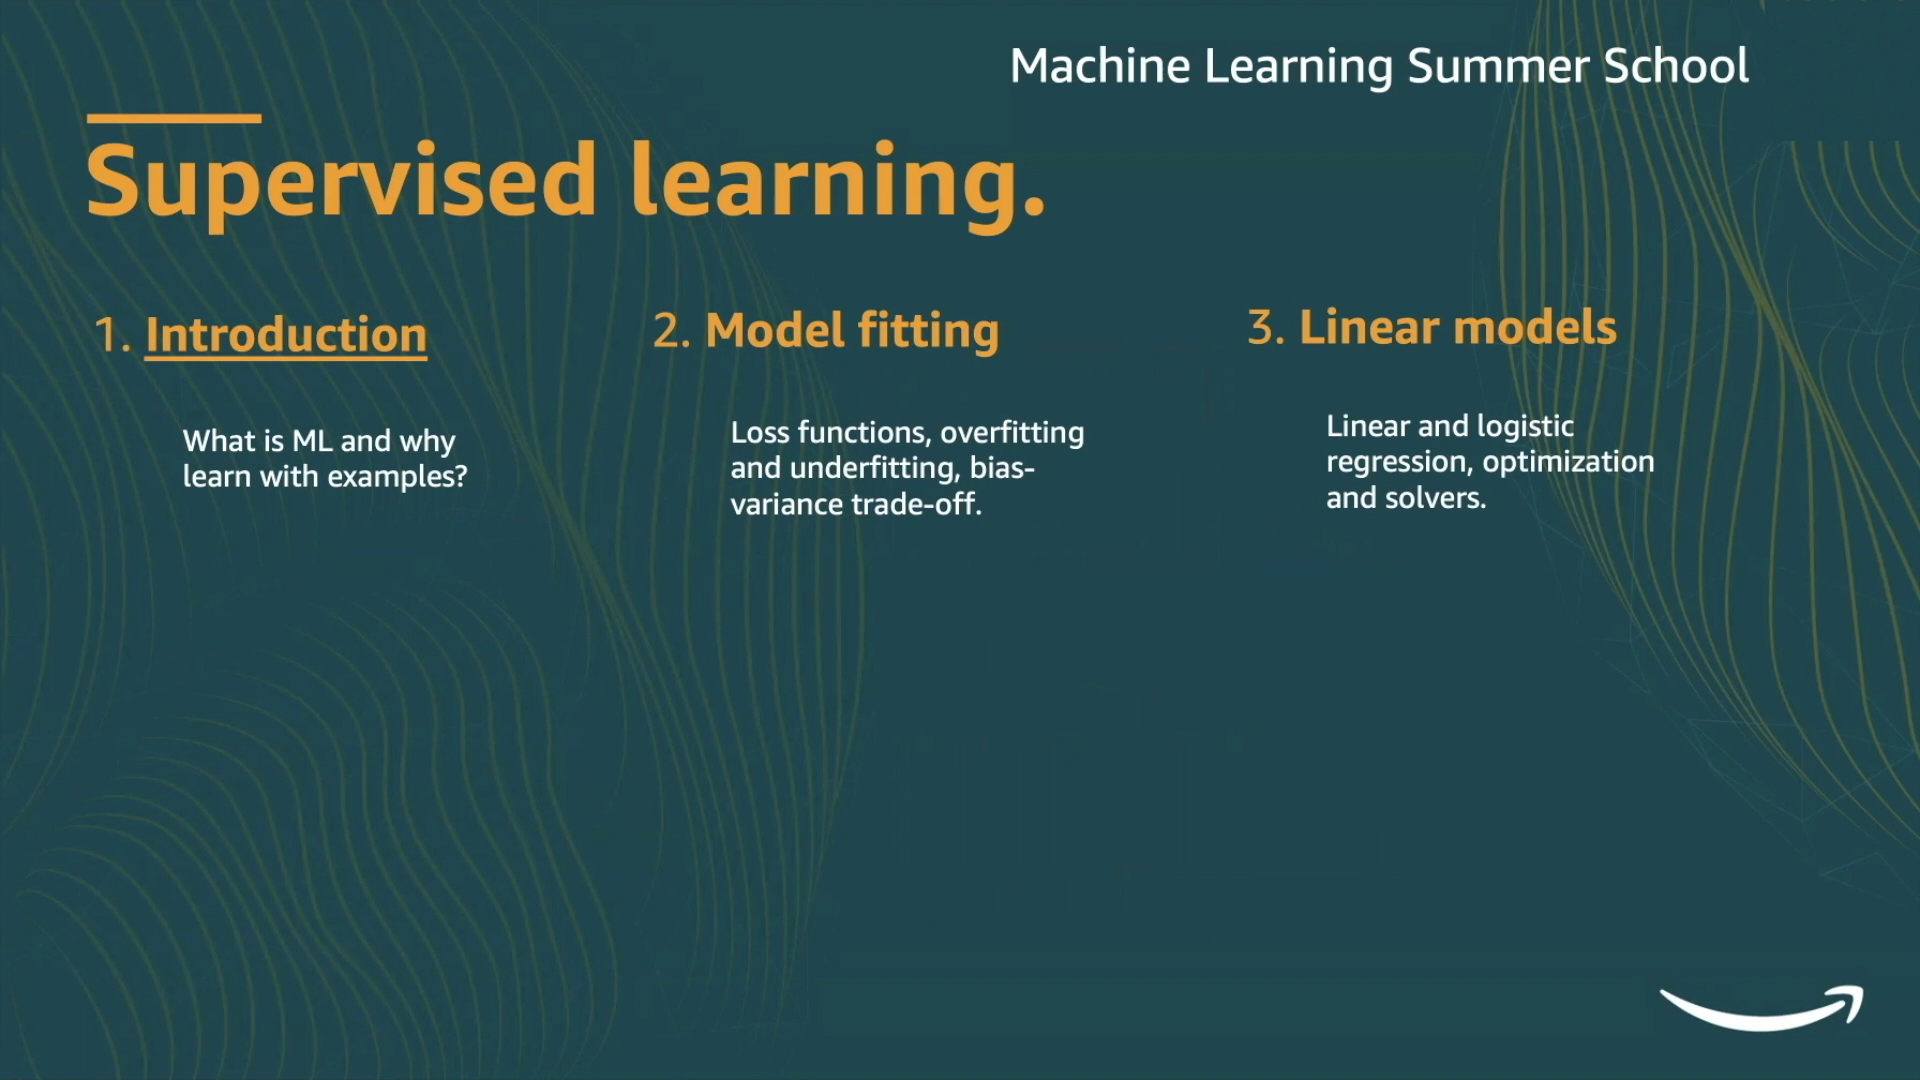 Machine Learning Summer School
Supervised learning.
1. Introduction
What is ML and why
learn with examples?
2. Model fitting
Loss functions, overfitting
and underfitting, bias-
variance trade-off.
3. Linear models
Linear and logistic
regression, optimization
and solvers.